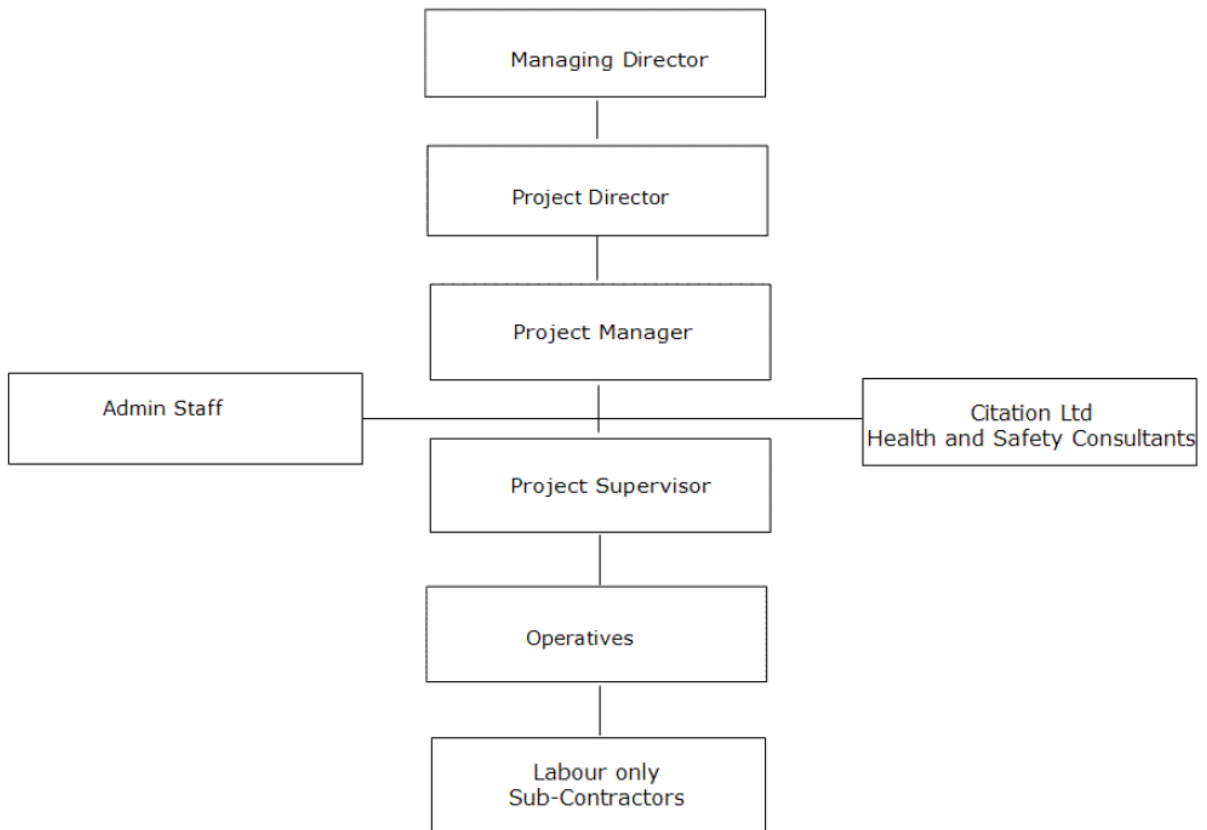 Managing Director
Project Director
Project Manager
Admin Staff
Citation Ltd
Health and Safety Consultants
Project Supervisor
Operatives
Labour only
Sub-Contractors